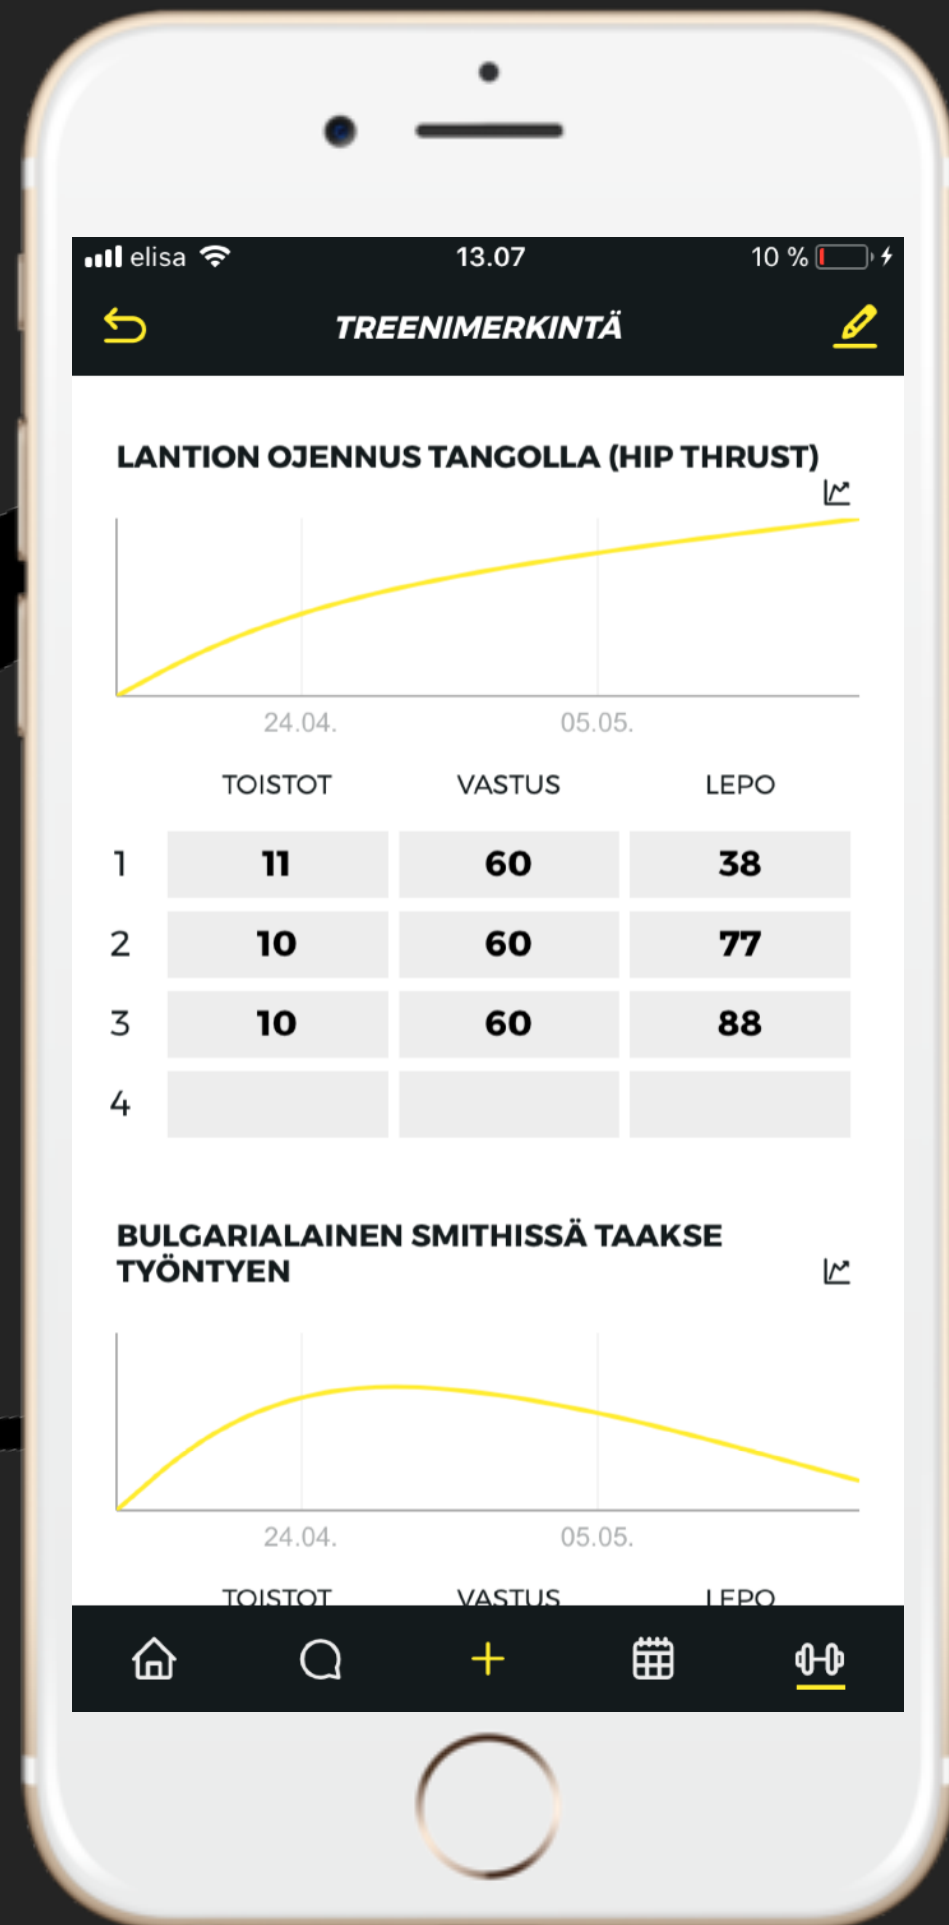 elisa 13.07 10 %
TREENIMERKINTÄ
LANTION OJENNUS TANGOLLA (HIP THRUST)
24.04. 05.05.
TOISTOT VASTUS LEPO
1 11 60 38
2 10 60 77
3 10 60 88
4
BULGARIALAINEN SMITHISSÄ TAAKSE
TYÖNTYEN
24.04. 05.05.
TOISTOT VASTUS LEPO